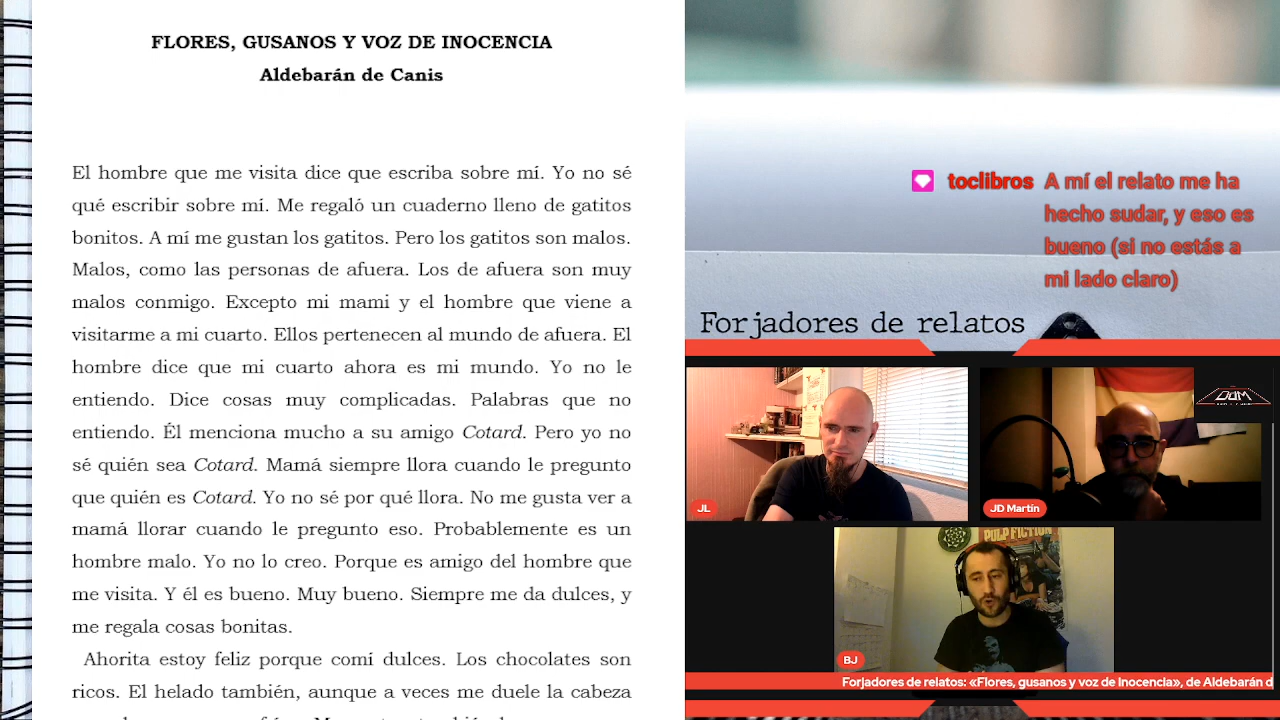 FLORES, GUSANOS Y VOZ DE INOCENCIA
Aldebarán de Canis
El hombre que me visita dice que escriba sobre mí. Yo no sé
qué escribir sobre mí. Me regaló un cuaderno lleno de gatitos
bonitos. A mí me gustan los gatitos. Pero los gatitos son malos.
Malos, como las personas de afuera. Los de afuera son muy
malos conmigo. Excepto mi mami y el hombre que viene a
visitarme a mi cuarto. Ellos pertenecen al mundo de afuera. El
hombre dice que mi cuarto ahora es mi mundo. Yo no le
entiendo. Dice cosas muy complicadas. Palabras que no
entiendo. Él menciona mucho a su amigo Cotard. Pero yo n
sé quién sea Cotard. Mamá siempre llora cuando le pregunto
que quién es Cotard. Yo no sé por qué llora. No me gusta ver a
mamá llorar cuando le pregunto eso. Probablemente es un
hombre malo. Yo no lo creo. Porque es amigo del hombre que
me visita. Y él es bueno. Muy bueno. Siempre me da dulces, y
me regala cosas bonitas.
Ahorita estoy feliz porque comí dulces. Los chocolates son
ricos. El helado también, aunque a veces me duele la cabeza
toclibros A mí el relato me ha
hecho sudar, y eso es
bueno (si no estás a
mi lado claro)
Forjadores de relatos
JL
JD Martín
PULP FICTION
BJ
Forjadores de relatos: «Flores, gusanos y voz de inocencia», de Aldebarán d